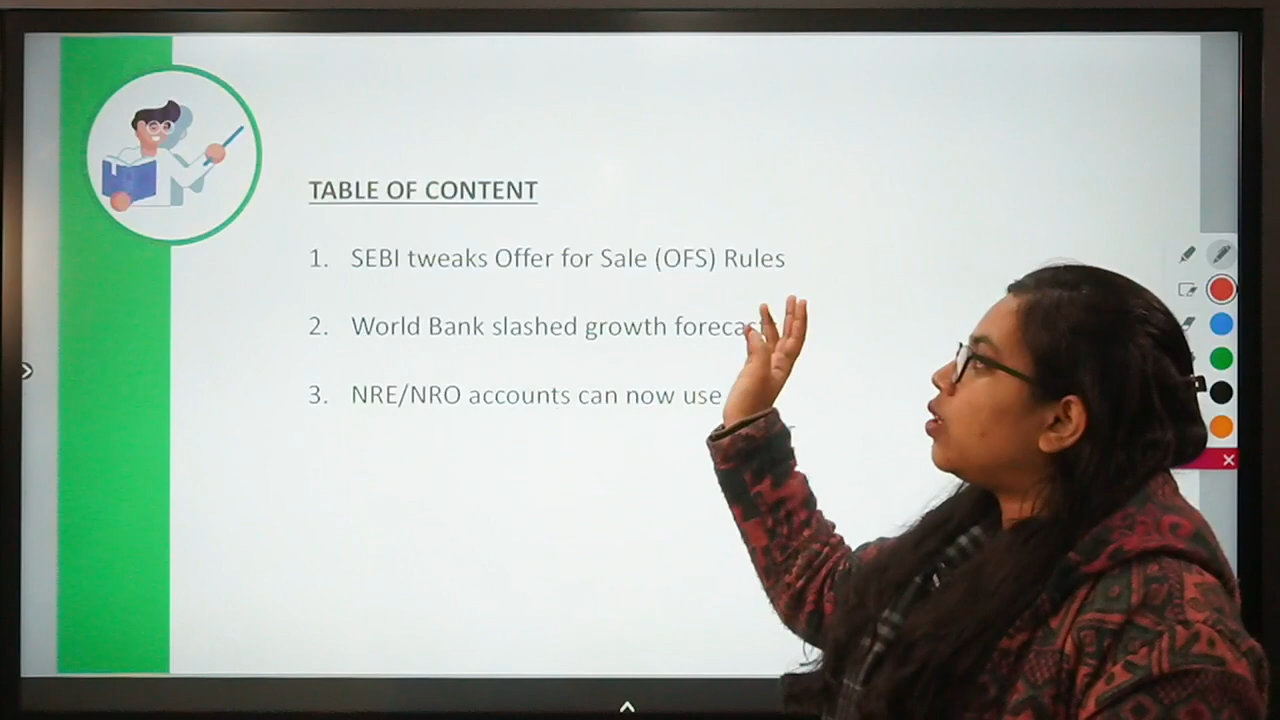 TABLE OF CONTENT
1. SEBI tweaks Offer for Sale (OFS) Rules
2. World Bank slashed growth
3. NRE/NRO accounts can now use